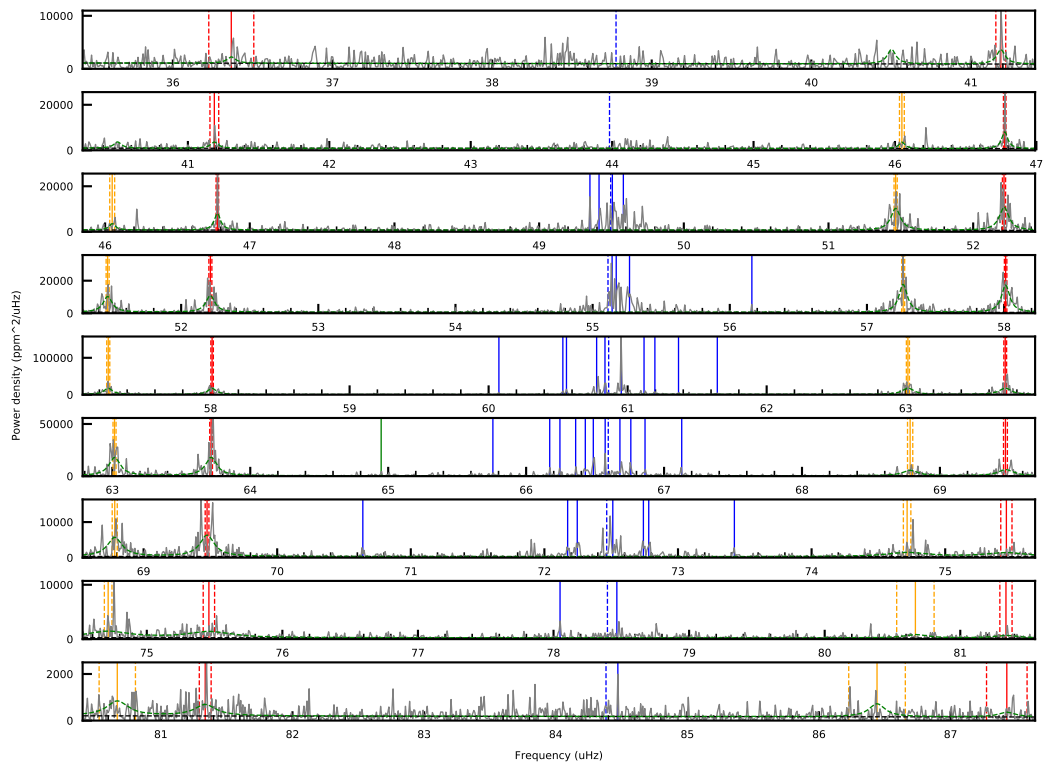 10000
0
36 37 38 39 40 41
20000
0
41 42 43 44 45 46 47
20000
0
46 47 48 49 50 51 52
20000
0
52 53 54 55 56 57 58
100000
0
58 59 60 61 62 63
50000
0
63 64 65 66 67 68 69
10000
0
69 70 71 72 73 74 75
10000
0
75 76 77 78 79 80 81
2000
0
81 82 83 84 85 86 87
Power density (ppm^2/uHz)
Frequency (uHz)